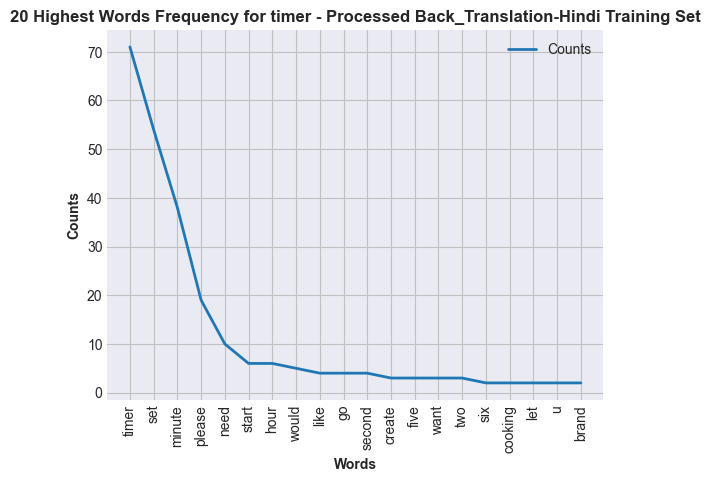 20 Highest Words Frequency for timer - Processed Back_Translation-Hindi Training Set
Counts
Counts
70
60
50
40
30
20
10
0
timer
set
minute
please
need
start
hour
would
like
go
second
create
five
want
two
six
cooking
let
u
brand
Words